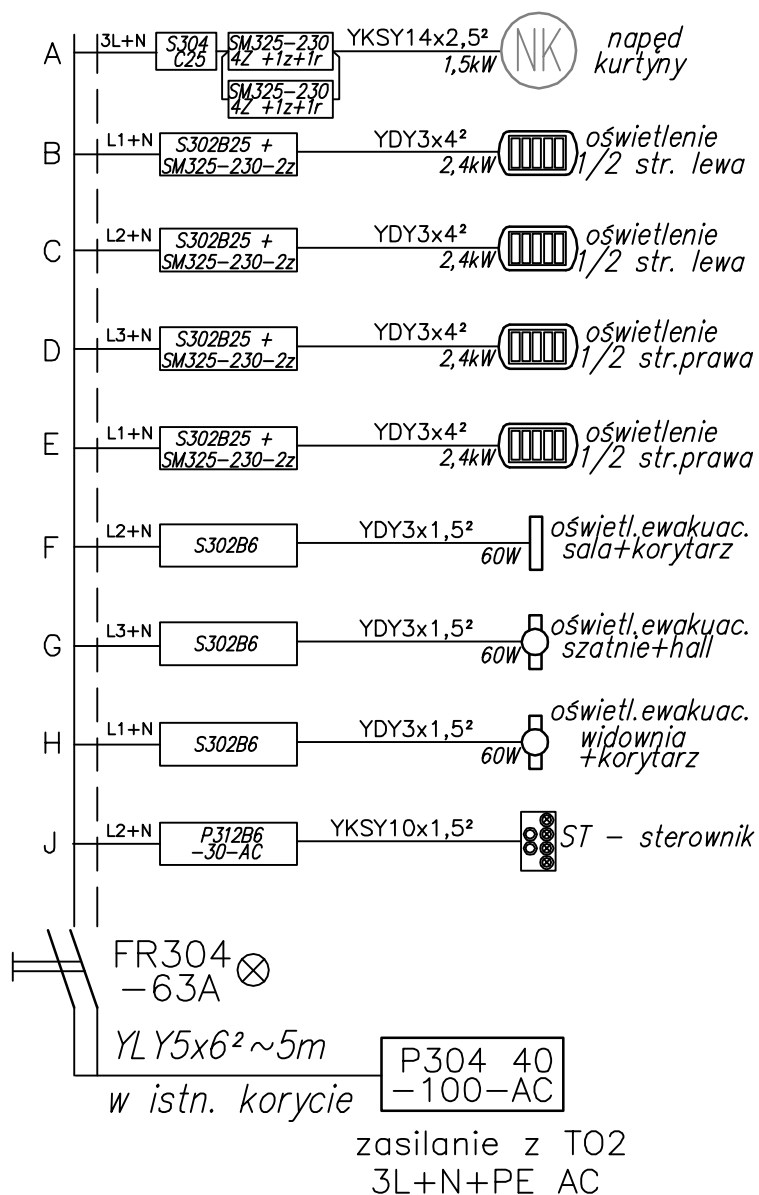 A 3L+N S304 SM325-230 YKSY14x2,5² NK napęd
C25 4Z +1z+1r 1,5kW kurtyny
SM325-230
4Z +1z+1r
B L1+N S302B25 + YDY3x4² oświetlenie
SM325-230-2z 2,4kW 1/2 str. lewa
C L2+N S302B25 + YDY3x4² oświetlenie
SM325-230-2z 2,4kW 1/2 str. lewa
D L3+N S302B25 + YDY3x4² oświetlenie
SM325-230-2z 2,4kW 1/2 str.prawa
E L1+N S302B25 + YDY3x4² oświetlenie
SM325-230-2z 2,4kW 1/2 str.prawa
F L2+N S302B6 YDY3x1,5² oświetl.ewakuac.
60W sala+korytarz
G L3+N S302B6 YDY3x1,5² oświetl.ewakuac.
60W szatnie+hall
H L1+N S302B6 YDY3x1,5² oświetl.ewakuac.
60W widownia
+korytarz
J L2+N P312B6 YKSY10x1,5² ST - sterownik
-30-AC
FR304
-63A
YLY5x6²~5m
w istn. korycie
P304 40
-100-AC
zasilanie z TO2
3L+N+PE AC